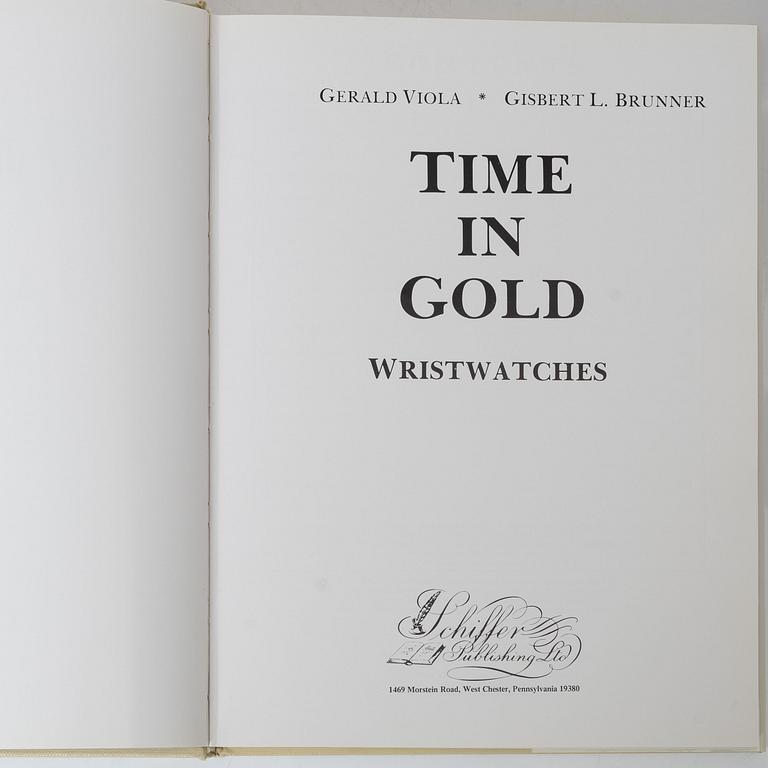 GERALD VIOLA * GISBERT L. BRUNNER
TIME
IN
GOLD
WRISTWATCHES
Schiffer
Publishing Ltd
1469 Morstein Road, West Chester, Pennsylvania 19380